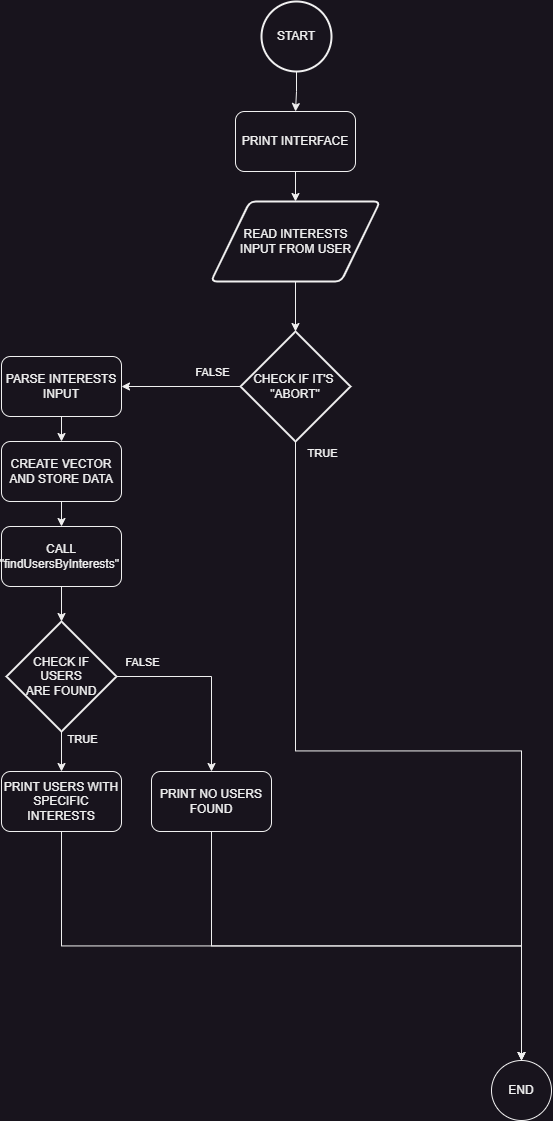 START
PRINT INTERFACE
READ INTERESTS
INPUT FROM USER
CHECK IF IT'S
"ABORT"
FALSE
TRUE
PARSE INTERESTS
INPUT
CREATE VECTOR
AND STORE DATA
CALL
"findUsersByInterests"
CHECK IF
USERS
ARE FOUND
FALSE
TRUE
PRINT USERS WITH
SPECIFIC
INTERESTS
PRINT NO USERS
FOUND
END